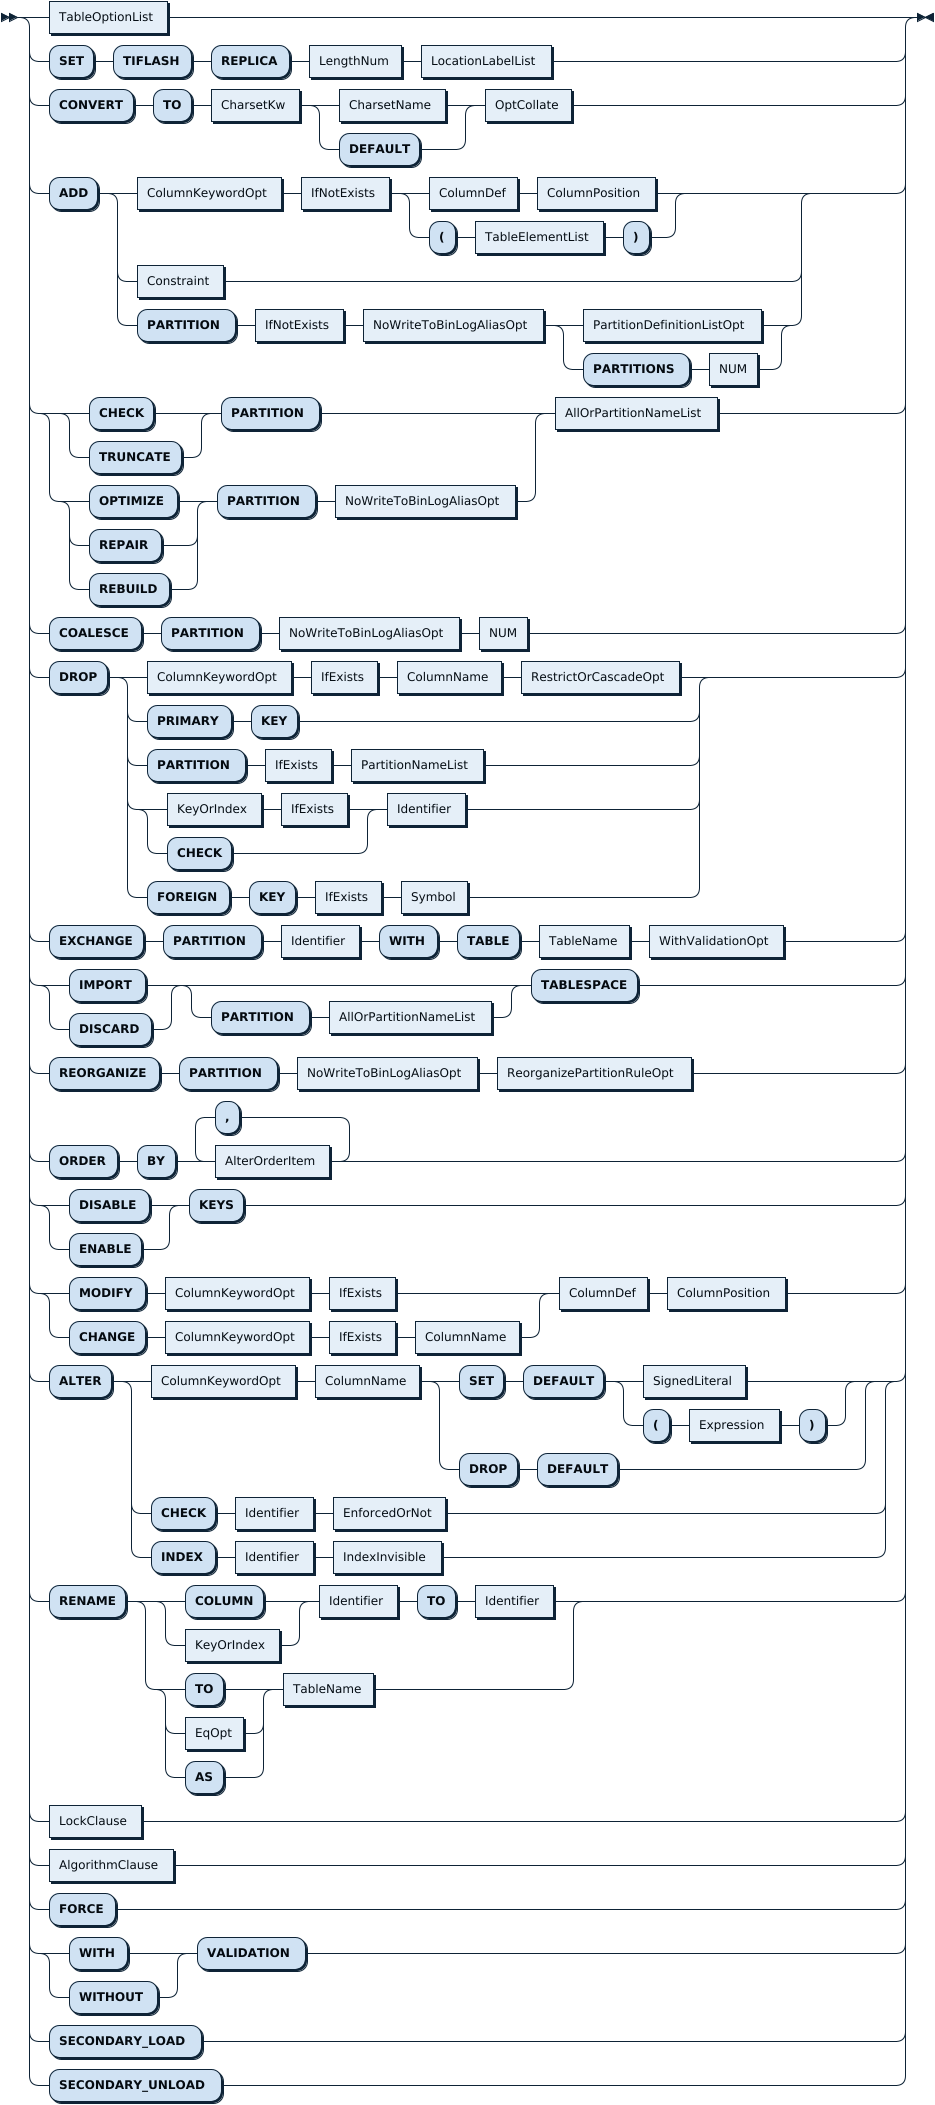 TableOptionList
SET TIFLASH REPLICA LengthNum LocationLabelList
CONVERT TO CharsetKw CharsetName OptCollate
DEFAULT
ADD ColumnKeywordOpt IfNotExists ColumnDef ColumnPosition
( TableElementList )
Constraint
PARTITION IfNotExists NoWriteToBinLogAliasOpt PartitionDefinitionListOpt
PARTITIONS NUM
CHECK PARTITION AllOrPartitionNameList
TRUNCATE
OPTIMIZE PARTITION NoWriteToBinLogAliasOpt
REPAIR
REBUILD
COALESCE PARTITION NoWriteToBinLogAliasOpt NUM
DROP ColumnKeywordOpt IfExists ColumnName RestrictOrCascadeOpt
PRIMARY KEY
PARTITION IfExists PartitionNameList
KeyOrIndex IfExists Identifier
CHECK
FOREIGN KEY IfExists Symbol
EXCHANGE PARTITION Identifier WITH TABLE TableName WithValidationOpt
IMPORT TABLESPACE
PARTITION AllOrPartitionNameList
DISCARD
REORGANIZE PARTITION NoWriteToBinLogAliasOpt ReorganizePartitionRuleOpt
,
ORDER BY AlterOrderItem
DISABLE KEYS
ENABLE
MODIFY ColumnKeywordOpt IfExists ColumnDef ColumnPosition
CHANGE ColumnKeywordOpt IfExists ColumnName
ALTER ColumnKeywordOpt ColumnName SET DEFAULT SignedLiteral
( Expression )
DROP DEFAULT
CHECK Identifier EnforcedOrNot
INDEX Identifier IndexInvisible
RENAME COLUMN Identifier TO Identifier
KeyOrIndex
TO TableName
EqOpt
AS
LockClause
AlgorithmClause
FORCE
WITH VALIDATION
WITHOUT
SECONDARY_LOAD
SECONDARY_UNLOAD